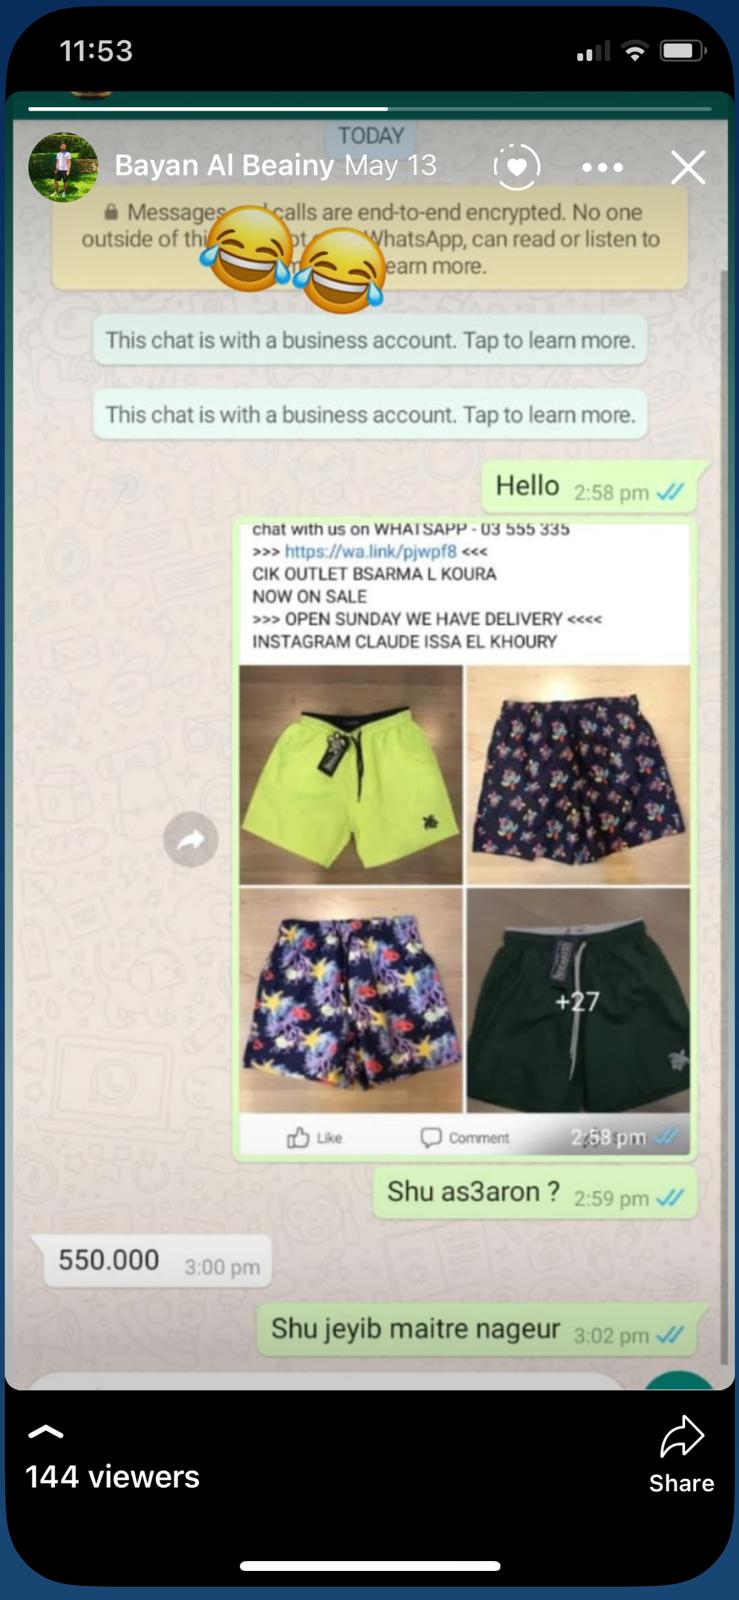 11:53
TODAY
Bayan Al Beainy May 13
Messages calls are end-to-end encrypted. No one
outside of WhatsApp, can read or listen to
learn more.
This chat is with a business account. Tap to learn more.
This chat is with a business account. Tap to learn more.
Hello 2:58 pm
chat with us on WHATSAPP - 03 555 335
>>> https://wa.link/pjwpf8 <<<
CIK OUTLET BSARMA L KOURA
NOW ON SALE
>>> OPEN SUNDAY WE HAVE DELIVERY <<<<
INSTAGRAM CLAUDE ISSA EL KHOURY
+27
Like Comment 2:58 pm
Shu as3aron ? 2:59 pm
550.000 3:00 pm
Shu jeyib maitre nageur 3:02 pm
144 viewers
Share